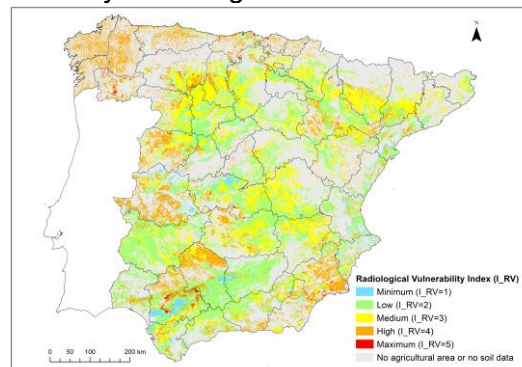 N
Radiological Vulnerability Index (I_RV)
Minimum (I_RV=1)
Low (I_RV=2)
Medium (I_RV=3)
High (I_RV=4)
Maximum (I_RV=5)
No agricultural area or no soil data
0 50 100 200 km